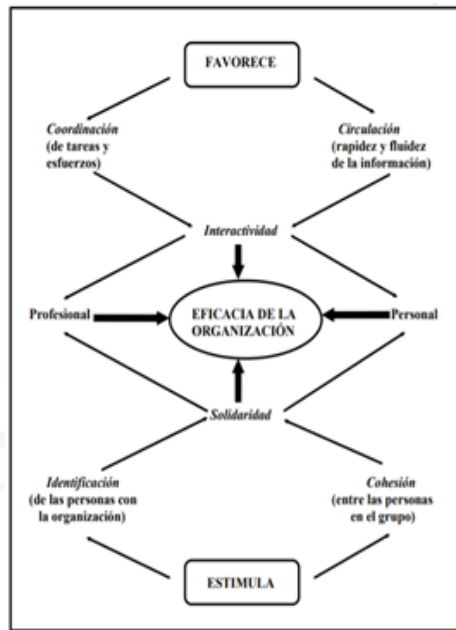 FAVORECE
Coordinación
(de tareas y
esfuerzos)
Circulación
(rapidez y fluidez
de la información)
Interactividad
Profesional
EFICACIA DE LA
ORGANIZACIÓN
Personal
Solidaridad
Identificación
(de las personas con
la organización)
Cohesión
(entre las personas
en el grupo)
ESTIMULA